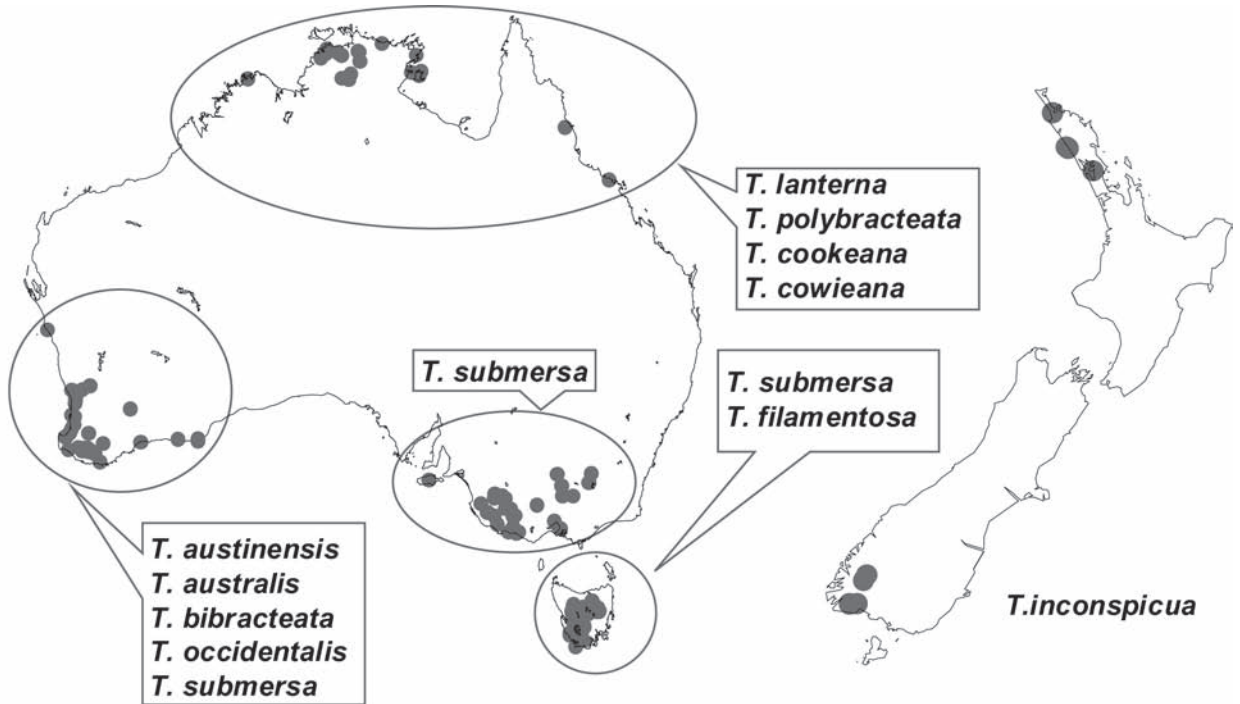 T. lanterna
T. polybracteata
T. cookeana
T. cowieana
T. submersa
T. submersa
T. filamentosa
T. austinensis
T. australis
T. bibracteata
T. occidentalis
T. submersa
T.inconspicua